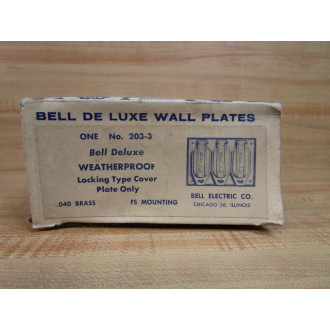 BELL DE LUXE WALL PLATES
ONE No. 203-3
Bell Deluxe
WEATHERPROOF
Locking Type Cover
Plate Only
.040 BRASS FS MOUNTING
BELL ELECTRIC CO.
CHICAGO 36, ILLINOIS